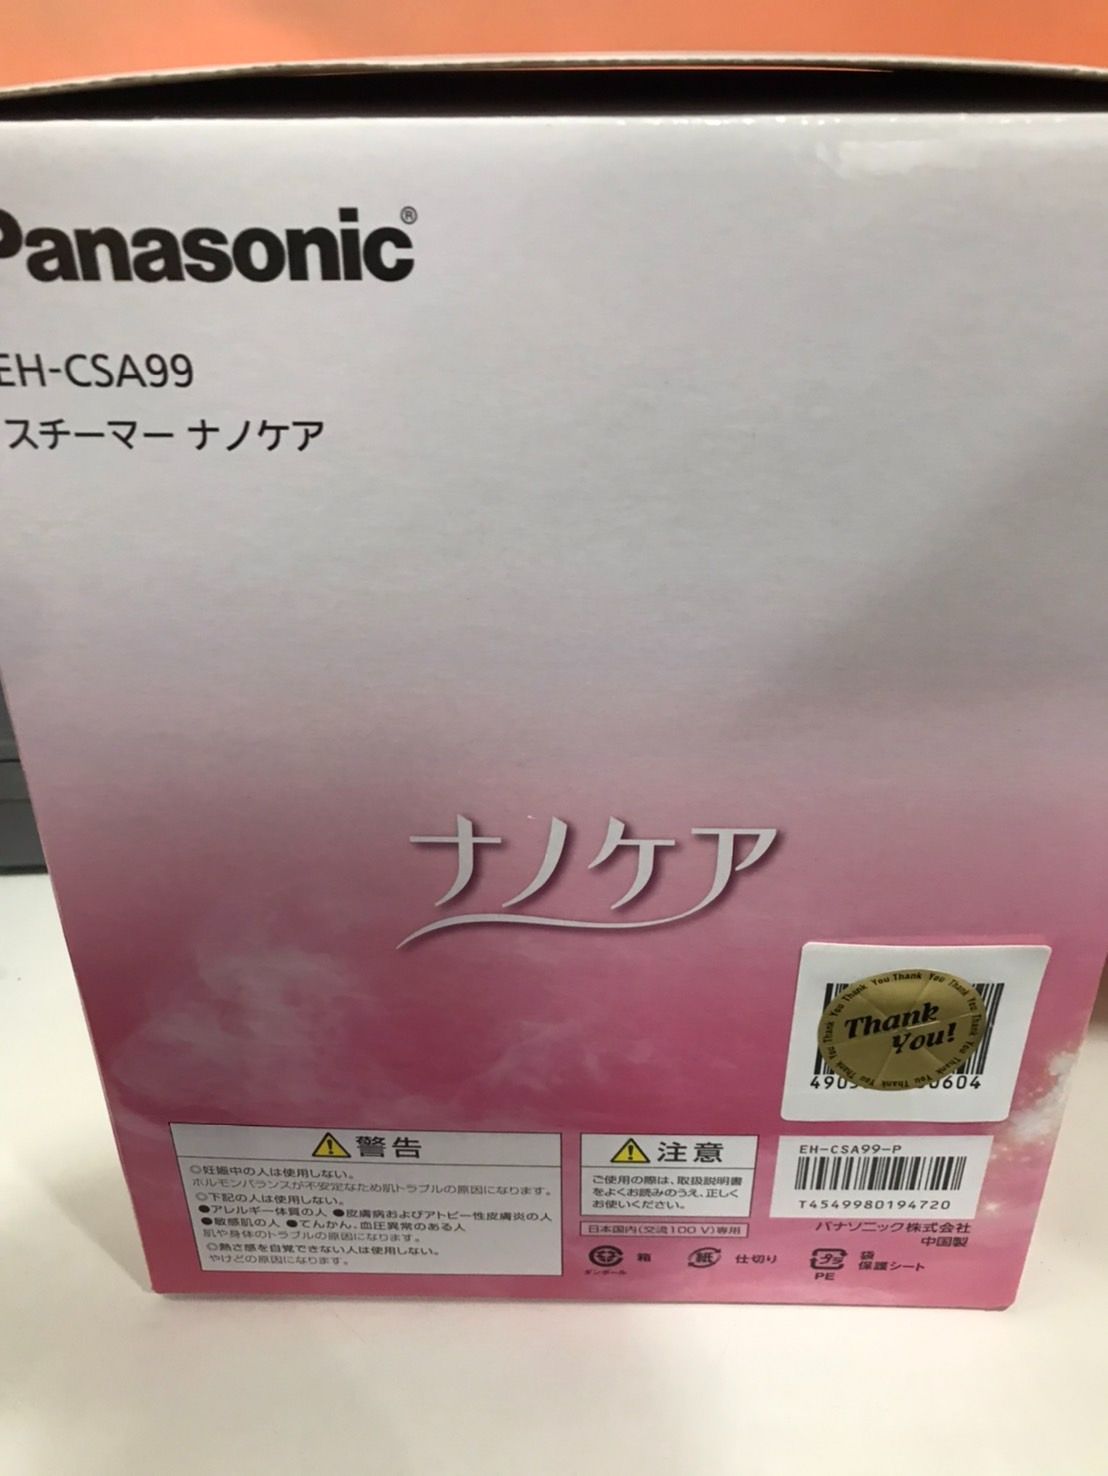 Panasonic®
EH-CSA99
スチーマー ナノケア
ナノケア
Thank You!
0604
⚠警告
◎妊娠中の人は使用しない。
ホルモンバランスが不安定なため肌トラブルの原因になります。
◎下記の人は使用しない。
●アレルギー体質の人 ●皮膚病およびアトピー性皮膚炎の人
●敏感肌の人 ●てんかん、血圧異常のある人
肌や身体のトラブルの原因になります。
◎熱さ感を自覚できない人は使用しない。
やけどの原因になります。
⚠注意
ご使用の際は、取扱説明書
をよくお読みのうえ、正しく
お使いください。
日本国内(交流100 V)専用
ダンボール
箱
紙
仕切り
プラ
PE
袋
保護シート
EH-CSA99-P
T4549980194720
パナソニック株式会社
中国製